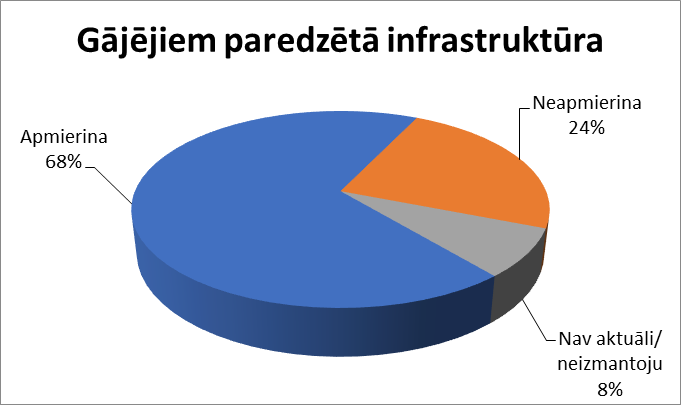 Gājējiem paredzētā infrastruktūra
Neapmierina
24%
Apmierina
68%
Nav aktuāli/
neizmantoju
8%